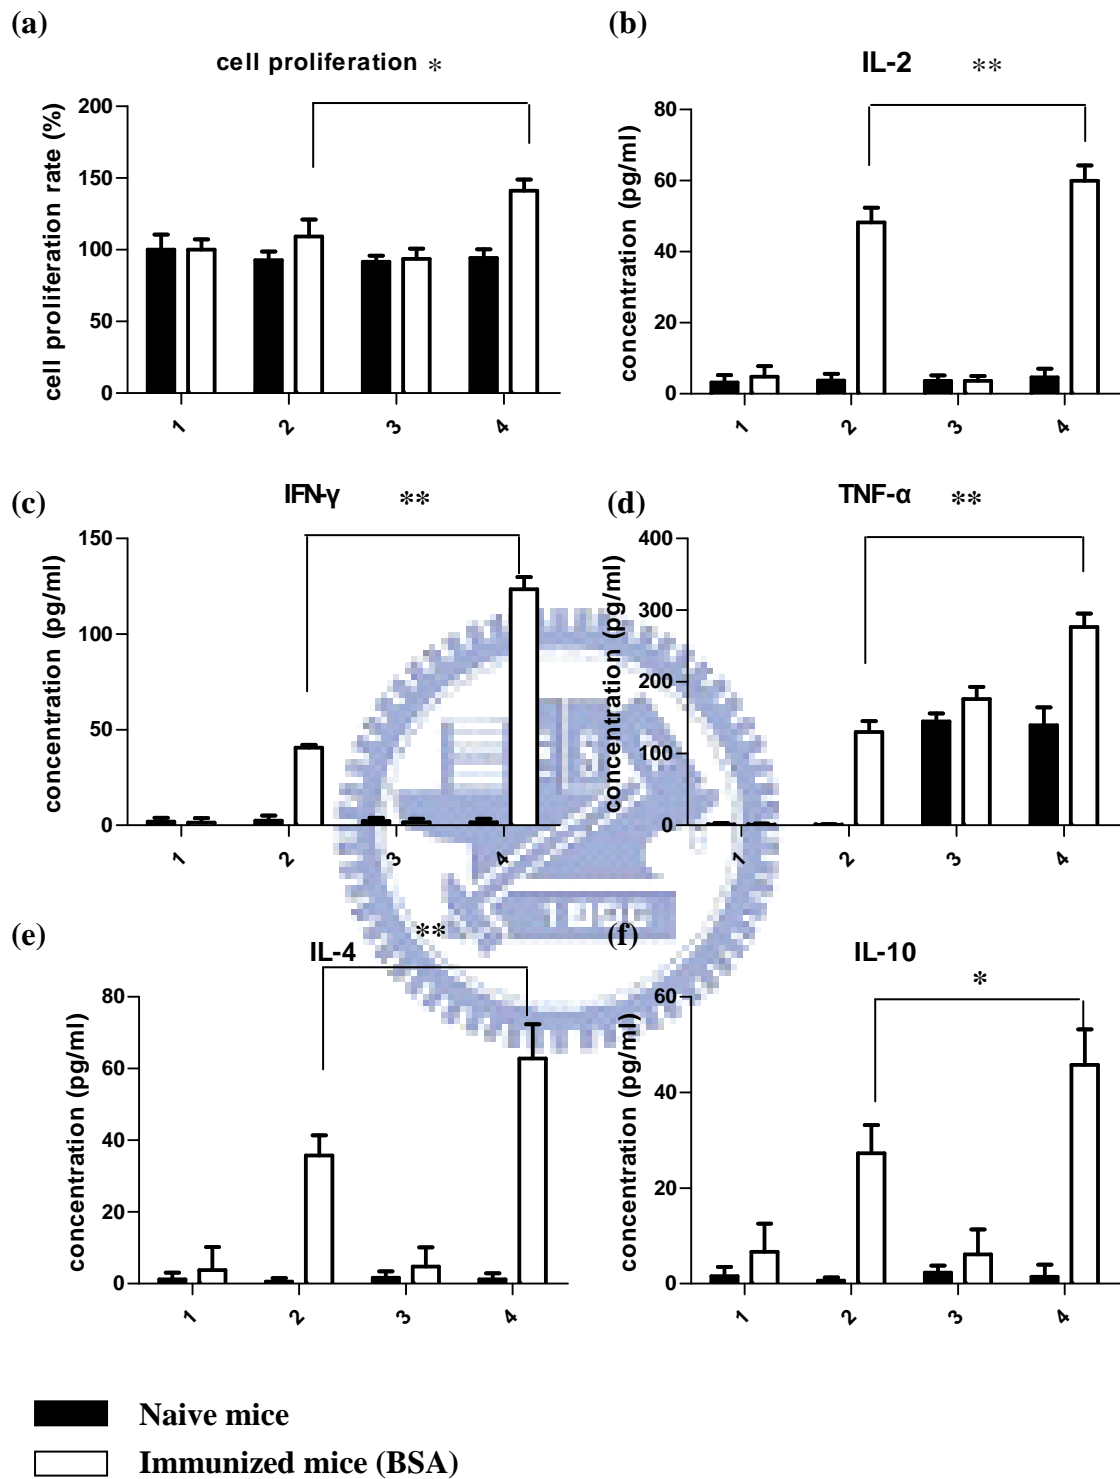 (a)
cell proliferation *
cell proliferation rate (%)
200
150
100
50
0
1 2 3 4
(b)
IL-2 **
concentration (pg/ml)
80
60
40
20
0
1 2 3 4
(c)
IFN-γ **
concentration (pg/ml)
150
100
50
0
1 2 3 4
(d)
TNF-α **
concentration (pg/ml)
400
300
200
100
0
1 2 3 4
(e)
IL-4 **
concentration (pg/ml)
80
60
40
20
0
1 2 3 4
(f)
IL-10 *
concentration (pg/ml)
60
40
20
0
1 2 3 4
Naive mice
Immunized mice (BSA)